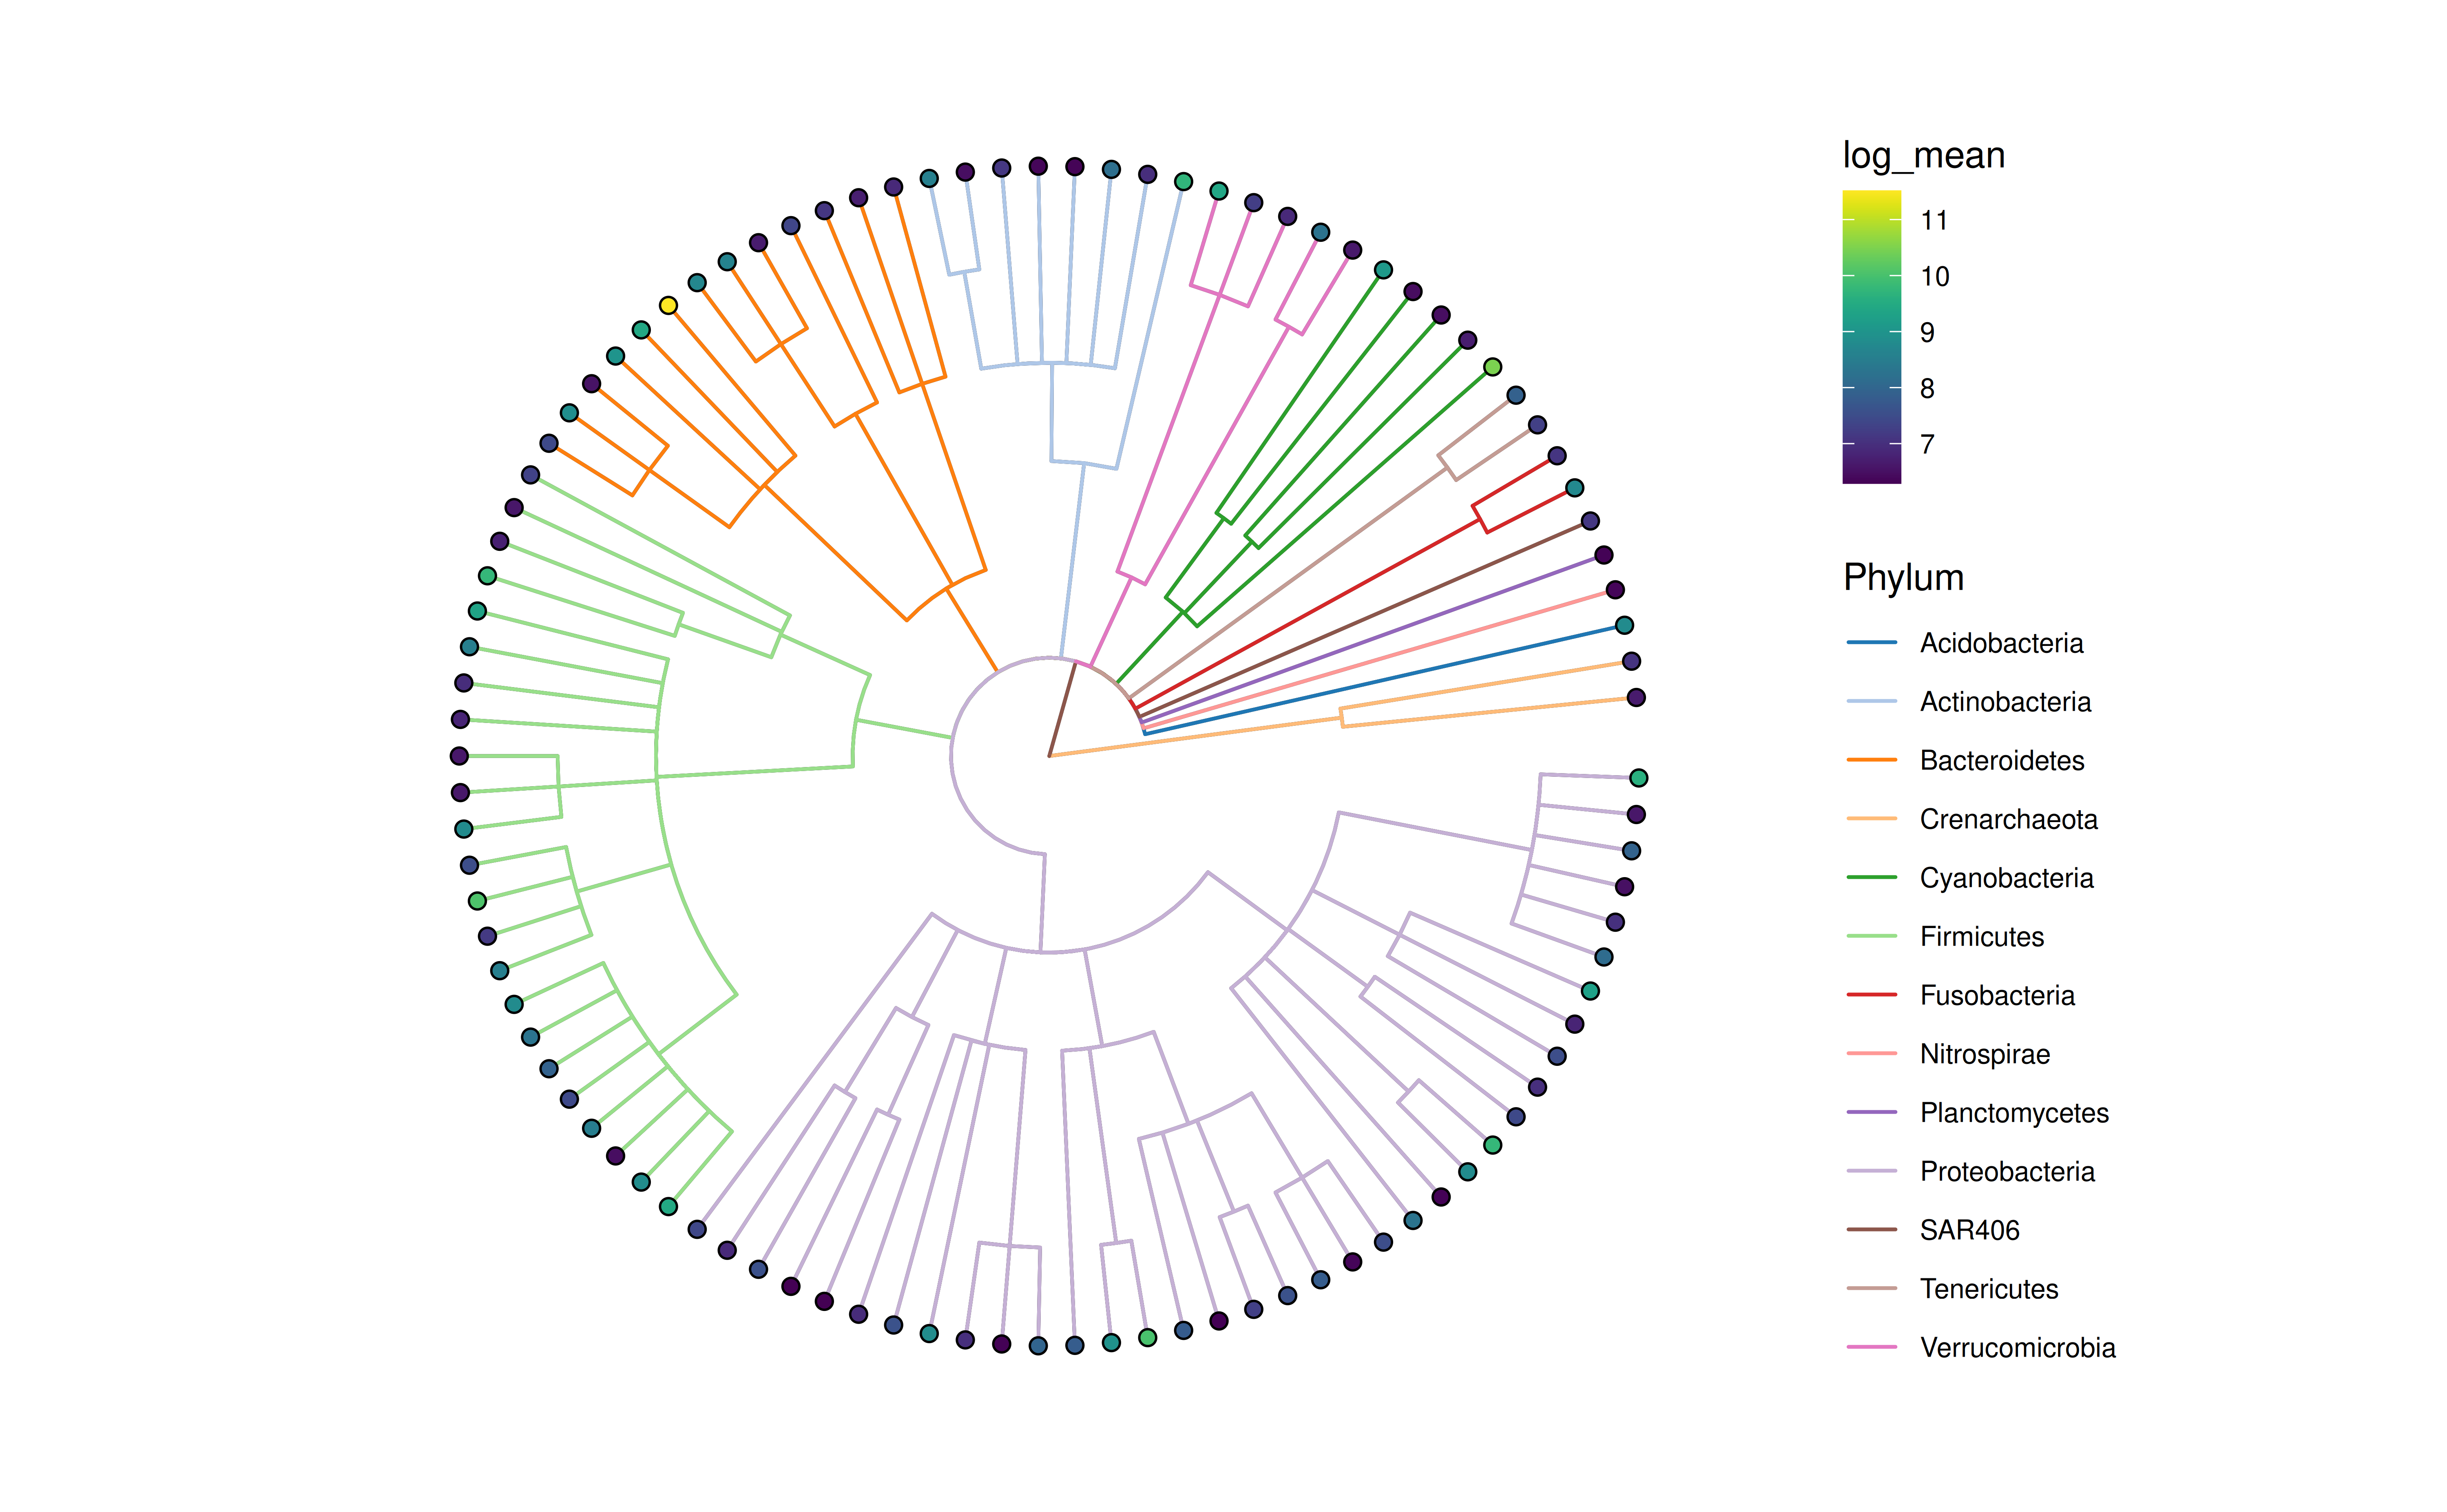 log_mean
11
10
9
8
7
Phylum
Acidobacteria
Actinobacteria
Bacteroidetes
Crenarchaeota
Cyanobacteria
Firmicutes
Fusobacteria
Nitrospirae
Planctomycetes
Proteobacteria
SAR406
Tenericutes
Verrucomicrobia